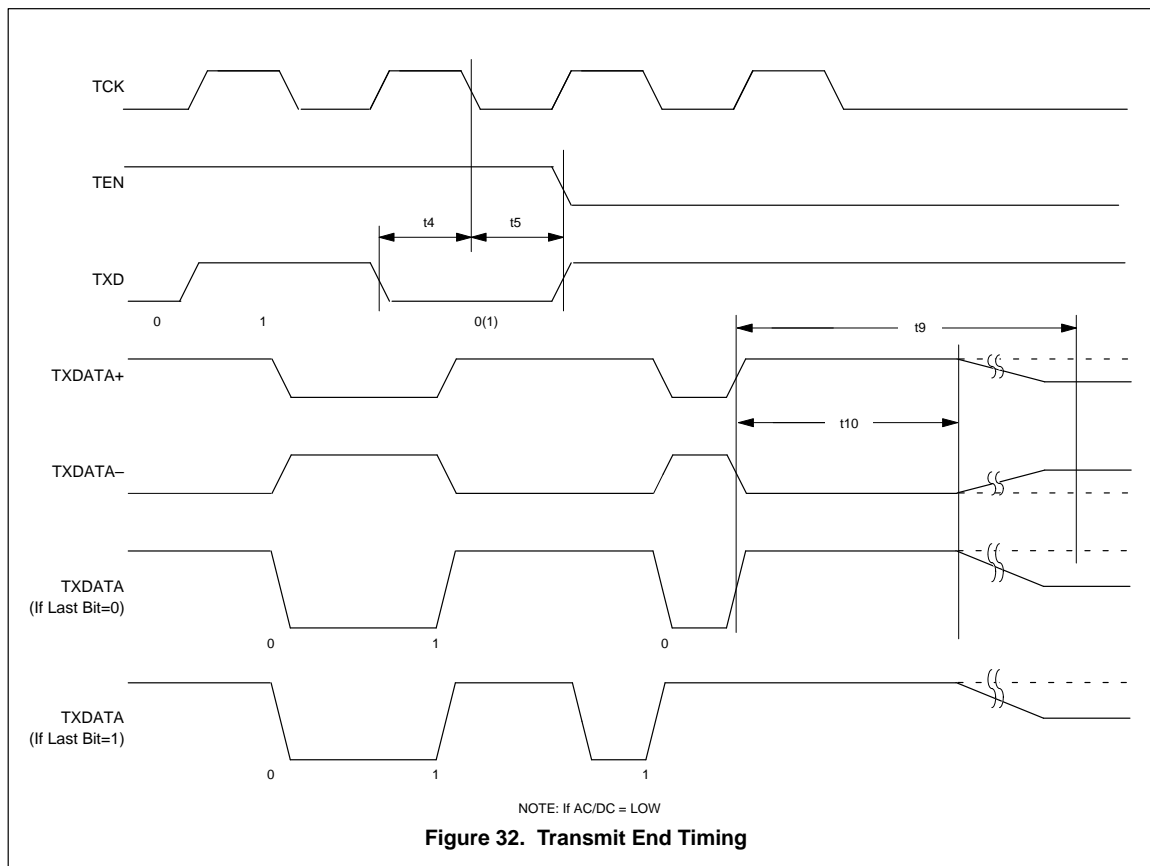 TCK
TEN
t4 t5
TXD
0 1 0(1)
t9
TXDATA+
t10
TXDATA–
TXDATA
(If Last Bit=0)
0 1 0
TXDATA
(If Last Bit=1)
0 1 1
NOTE: If AC/DC = LOW
Figure 32. Transmit End Timing